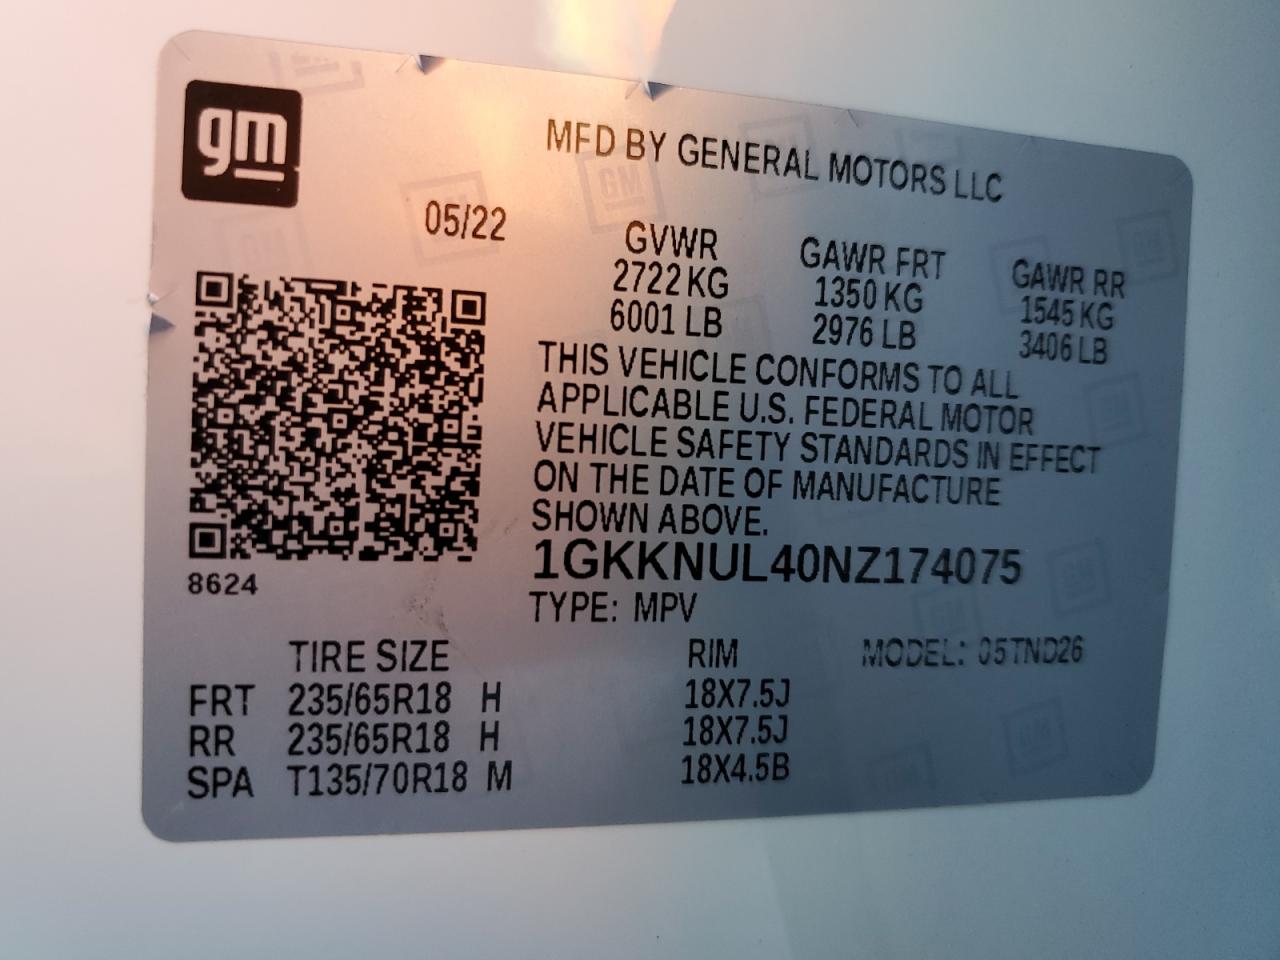 gm
MFD BY GENERAL MOTORS LLC
05/22
GVWR GAWR FRT GAWR RR
2722 KG 1350 KG 1545 KG
6001 LB 2976 LB 3406 LB
THIS VEHICLE CONFORMS TO ALL
APPLICABLE U.S. FEDERAL MOTOR
VEHICLE SAFETY STANDARDS IN EFFECT
ON THE DATE OF MANUFACTURE
SHOWN ABOVE.
1GKKNUL40NZ174075
8624
TYPE: MPV
TIRE SIZE RIM MODEL: 05TND26
FRT 235/65R18 H 18X7.5J
RR 235/65R18 H 18X7.5J
SPA T135/70R18 M 18X4.5B